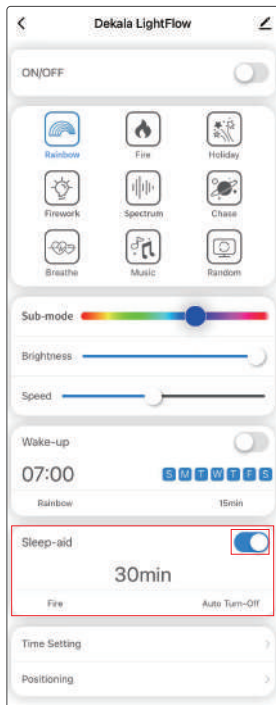 Dekala LightFlow
ON/OFF
Rainbow Fire Holiday
Firework Spectrum Chase
Breathe Music Random
Sub-mode
Brightness
Speed
Wake-up
07:00 S M T W T F S
Rainbow 15min
Sleep-aid
30min
Fire Auto Turn-Off
Time Setting
Positioning